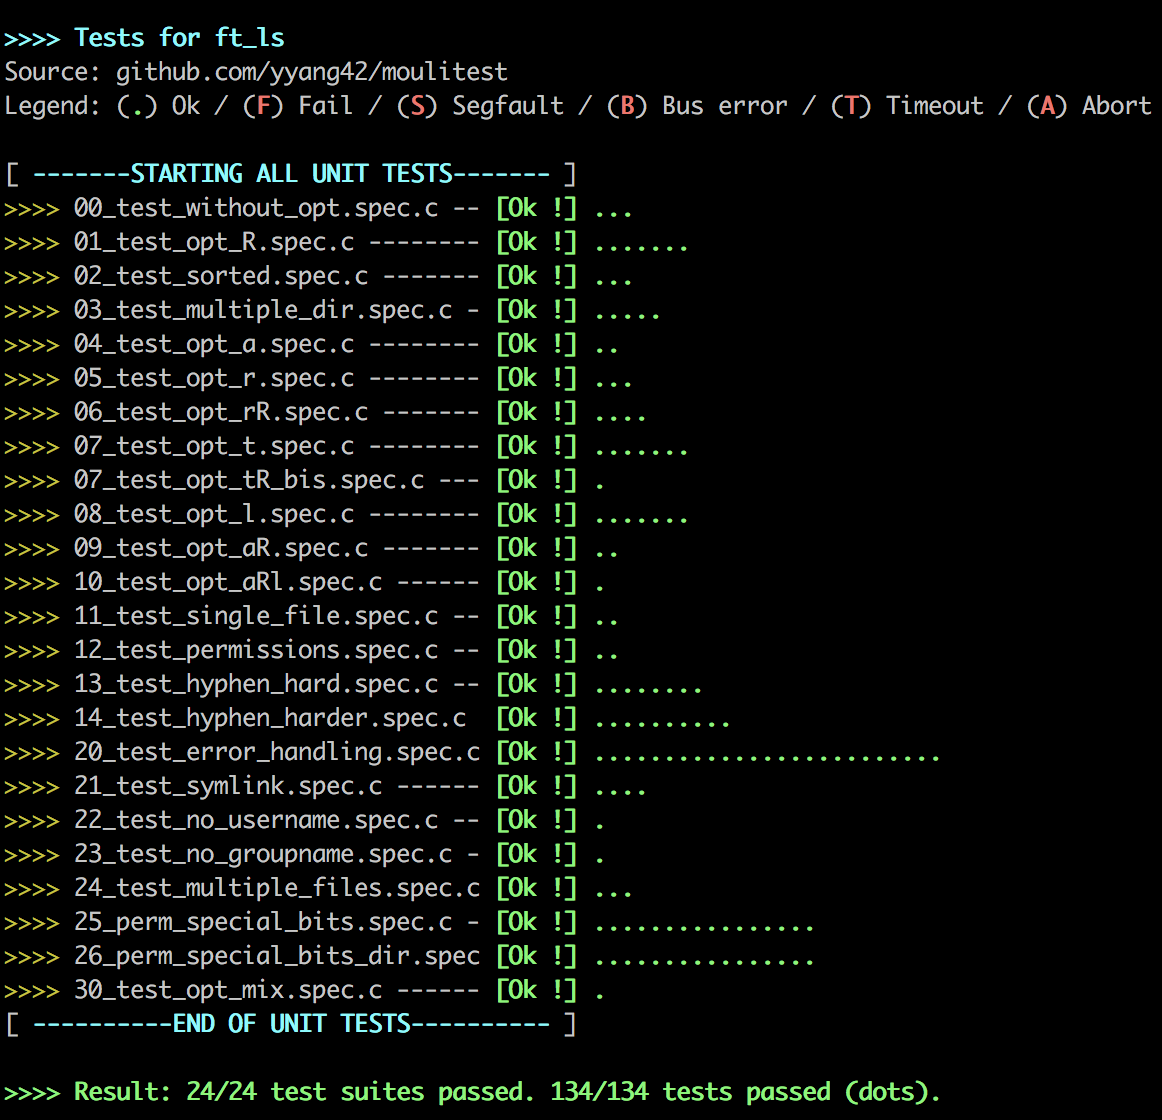 >>>> Tests for ft_ls
Source: github.com/yyang42/moulitest
Legend: (.) Ok / (F) Fail / (S) Segfault / (B) Bus error / (T) Timeout / (A) Abort
[ -------STARTING ALL UNIT TESTS------- ]
>>>> 00_test_without_opt.spec.c -- [Ok !] ...
>>>> 01_test_opt_R.spec.c -------- [Ok !] .......
>>>> 02_test_sorted.spec.c ------- [Ok !] ...
>>>> 03_test_multiple_dir.spec.c - [Ok !] .....
>>>> 04_test_opt_a.spec.c -------- [Ok !] ..
>>>> 05_test_opt_r.spec.c -------- [Ok !] ...
>>>> 06_test_opt_rR.spec.c ------- [Ok !] ....
>>>> 07_test_opt_t.spec.c -------- [Ok !] .......
>>>> 07_test_opt_tR_bis.spec.c --- [Ok !] .
>>>> 08_test_opt_l.spec.c -------- [Ok !] .......
>>>> 09_test_opt_aR.spec.c ------- [Ok !] ..
>>>> 10_test_opt_aRl.spec.c ------ [Ok !] .
>>>> 11_test_single_file.spec.c -- [Ok !] ..
>>>> 12_test_permissions.spec.c -- [Ok !] ..
>>>> 13_test_hyphen_hard.spec.c -- [Ok !] ........
>>>> 14_test_hyphen_harder.spec.c  [Ok !] ..........
>>>> 20_test_error_handling.spec.c [Ok !] .........................
>>>> 21_test_symlink.spec.c ------ [Ok !] ....
>>>> 22_test_no_username.spec.c -- [Ok !] .
>>>> 23_test_no_groupname.spec.c - [Ok !] .
>>>> 24_test_multiple_files.spec.c [Ok !] ...
>>>> 25_perm_special_bits.spec.c - [Ok !] ................
>>>> 26_perm_special_bits_dir.spec [Ok !] ................
>>>> 30_test_opt_mix.spec.c ------ [Ok !] .
[ ----------END OF UNIT TESTS---------- ]
>>>> Result: 24/24 test suites passed. 134/134 tests passed (dots).